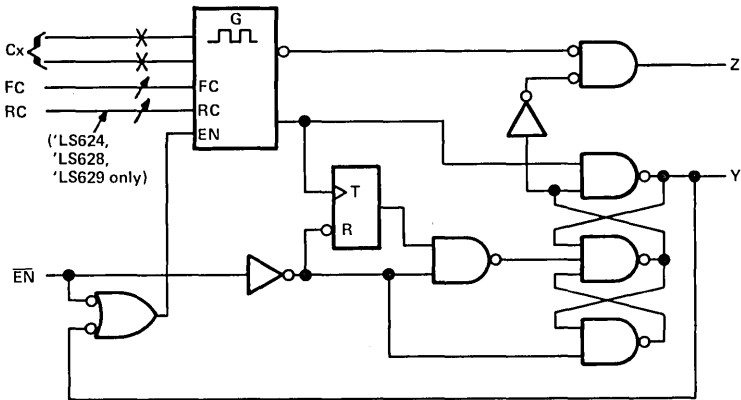 G
Cx
FC
RC
FC
RC
EN
('LS624,
'LS628,
'LS629 only)
T
R
EN
Z
Y